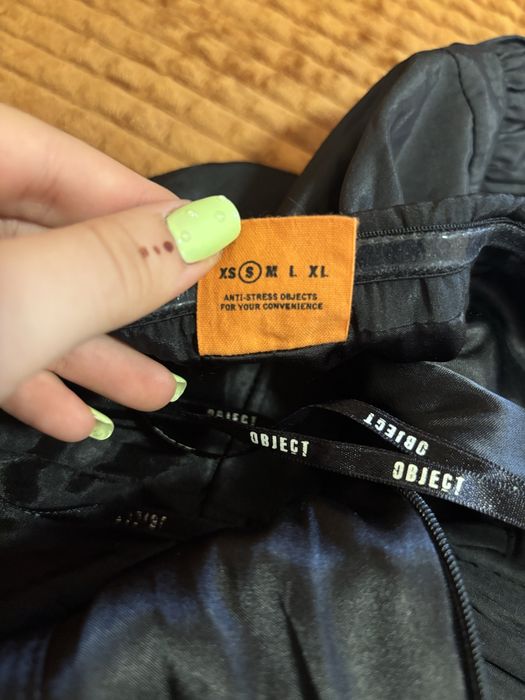 XS S M L XL
ANTI-STRESS OBJECTS
FOR YOUR CONVENIENCE
OBJECT
OBJECT
OBJECT
OBJECT